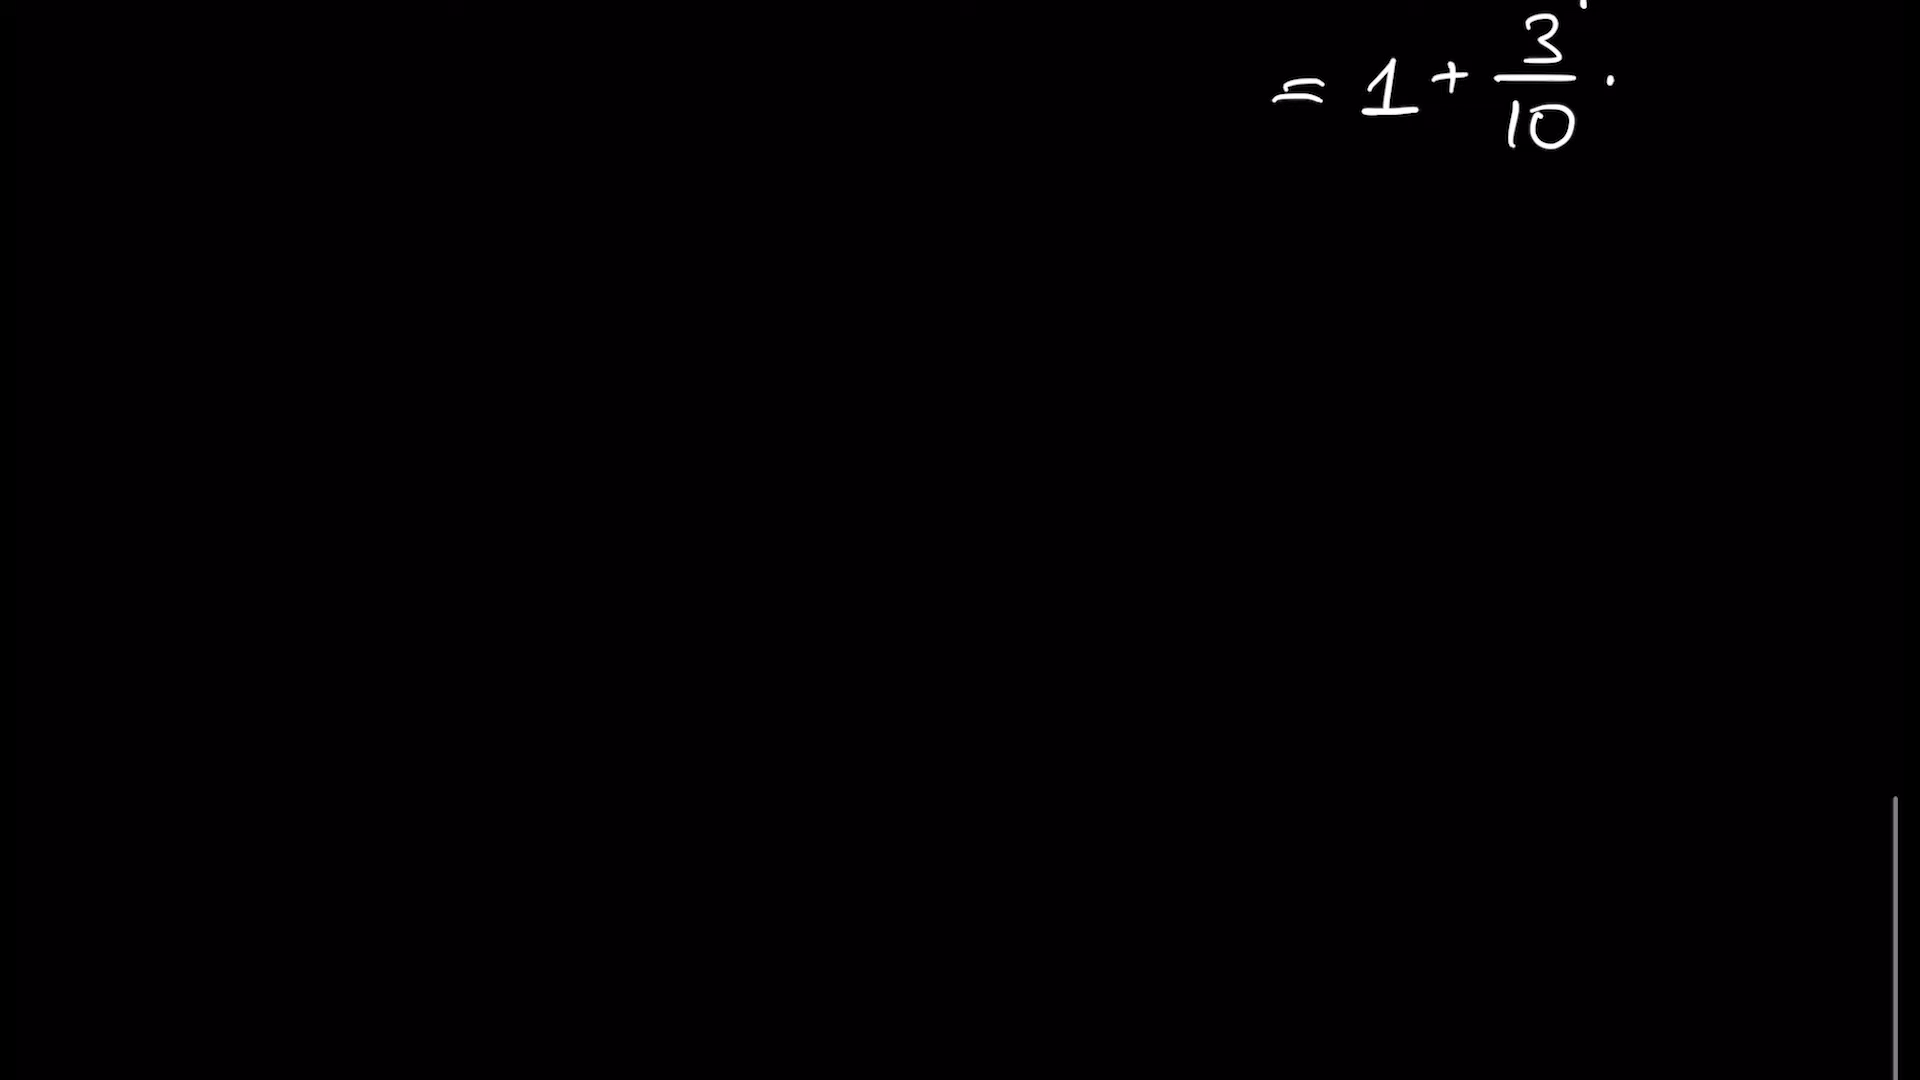 = 1 + 3/10 ·